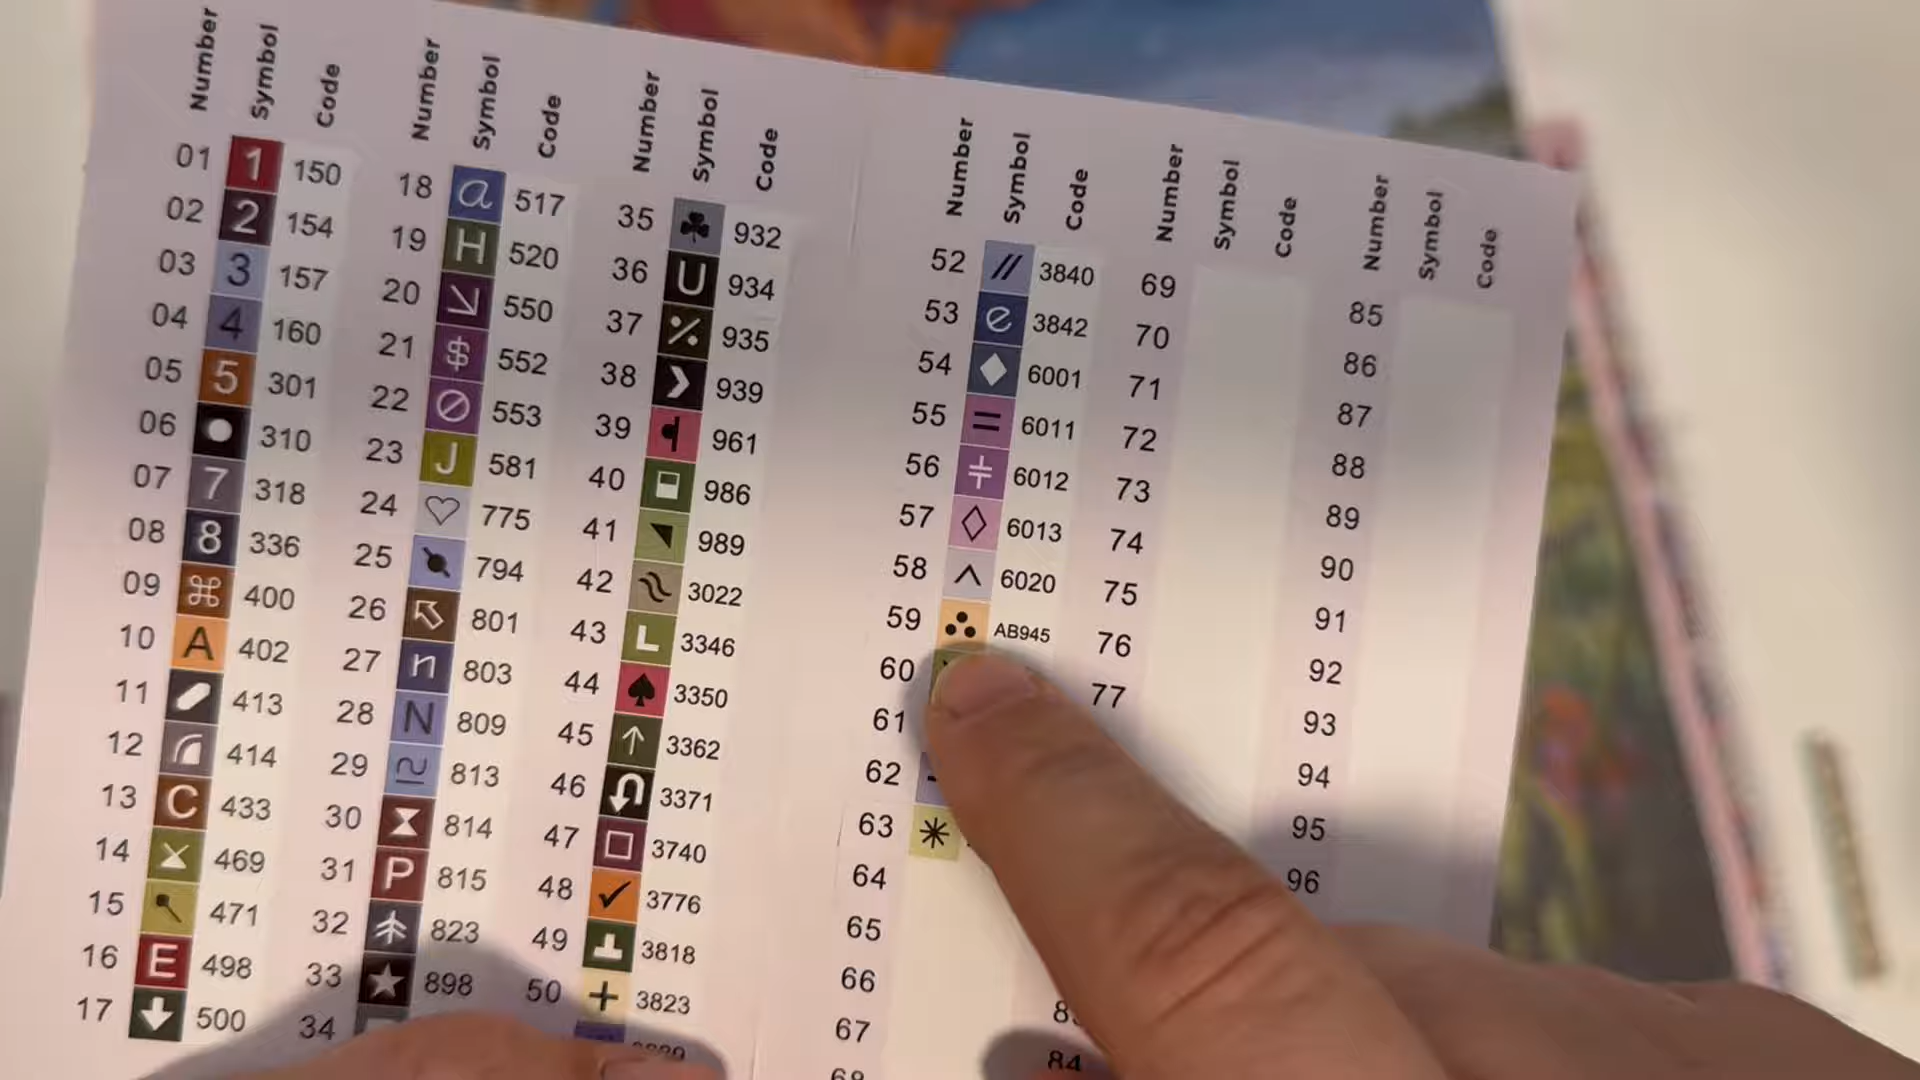 Number Symbol Code
01 1 150
02 2 154
03 3 157
04 4 160
05 5 301
06 310
07 7 318
08 8 336
09 ⌘ 400
10 A 402
11 413
12 414
13 C 433
14 469
15 471
16 E 498
17 500
Number Symbol Code
18 a 517
19 H 520
20 550
21 $ 552
22 553
23 J 581
24 775
25 794
26 801
27 n 803
28 N 809
29 813
30 814
31 P 815
32 823
33 898
34
Number Symbol Code
35 932
36 U 934
37 935
38 939
39 961
40 986
41 989
42 3022
43 L 3346
44 3350
45 3362
46 3371
47 3740
48 3776
49 3818
50 + 3823
Number Symbol Code
52 // 3840
53 e 3842
54 6001
55 = 6011
56 6012
57 6013
58 6020
59 AB945
60
61
62
63
64
65
66
67
68
Number Symbol Code
69
70
71
72
73
74
75
76
77
84
Number Symbol Code
85
86
87
88
89
90
91
92
93
94
95
96